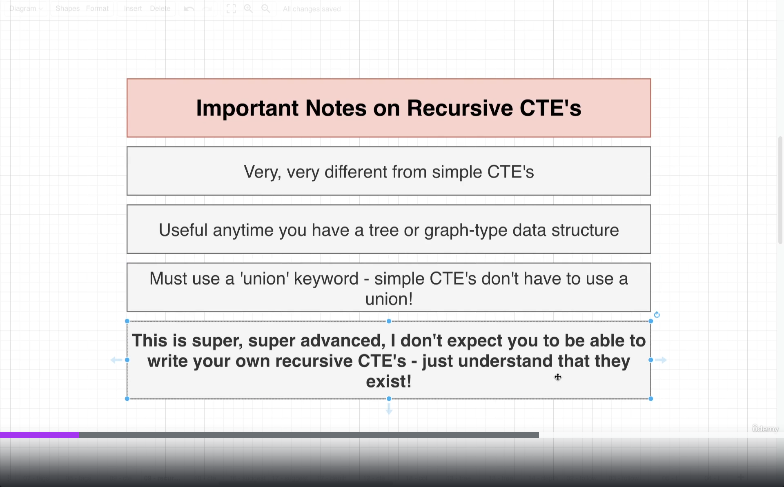 Diagram Shapes Format Insert Delete All changes saved
Important Notes on Recursive CTE's
Very, very different from simple CTE's
Useful anytime you have a tree or graph-type data structure
Must use a 'union' keyword - simple CTE's don't have to use a
union!
This is super, super advanced, I don't expect you to be able to
write your own recursive CTE's - just understand that they
exist!
Udemy